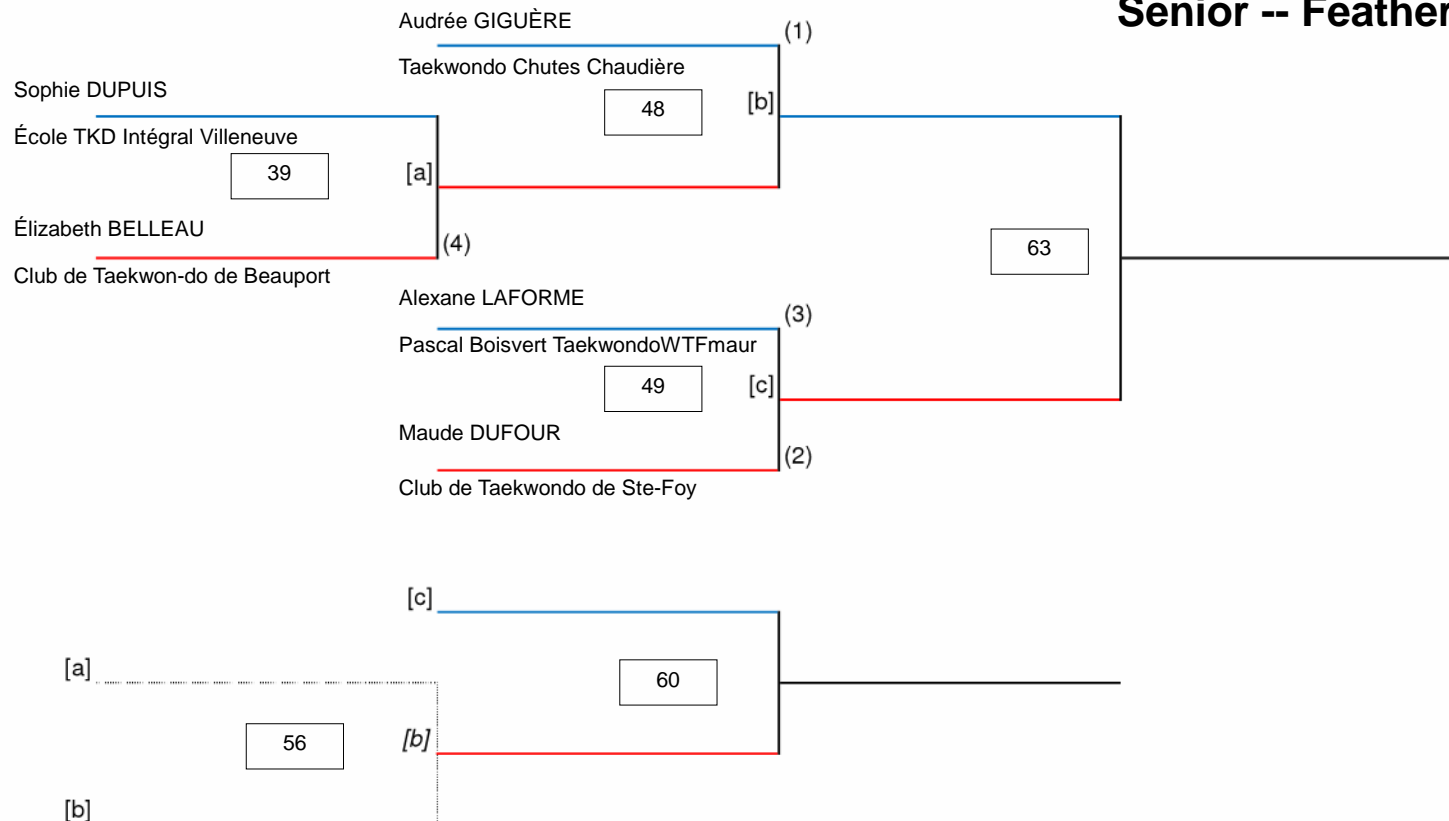 Senior -- Feather
Audrée GIGUÈRE
(1)
Taekwondo Chutes Chaudière
Sophie DUPUIS
48
[b]
École TKD Intégral Villeneuve
39
[a]
Élizabeth BELLEAU
(4)
63
Club de Taekwon-do de Beauport
Alexane LAFORME
(3)
Pascal Boisvert TaekwondoWTFmaur
49
[c]
Maude DUFOUR
(2)
Club de Taekwondo de Ste-Foy
[c]
[a]
60
56
[b]
[b]